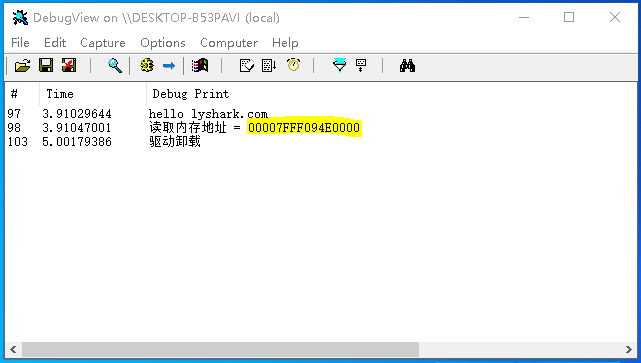 DebugView on \\DESKTOP-B53PAVI (local)
File Edit Capture Options Computer Help
# Time Debug Print
97 3.91029644 hello lyshark.com
98 3.91047001 读取内存地址 = 00007FFF094E0000
103 5.00179386 驱动卸载